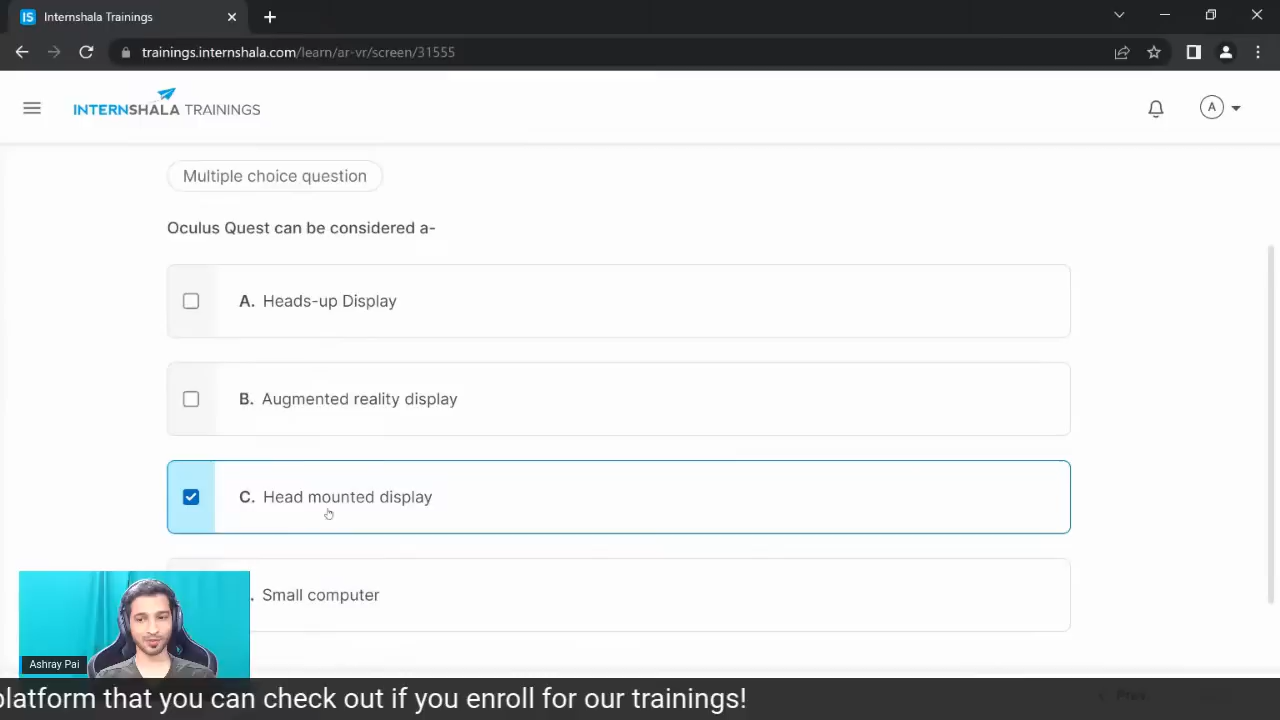 IS Internshala Trainings
trainings.internshala.com/learn/ar-vr/screen/31555
INTERNSHALA TRAININGS
A
Multiple choice question
Oculus Quest can be considered a-
A. Heads-up Display
B. Augmented reality display
C. Head mounted display
. Small computer
Ashray Pai
platform that you can check out if you enroll for our trainings!